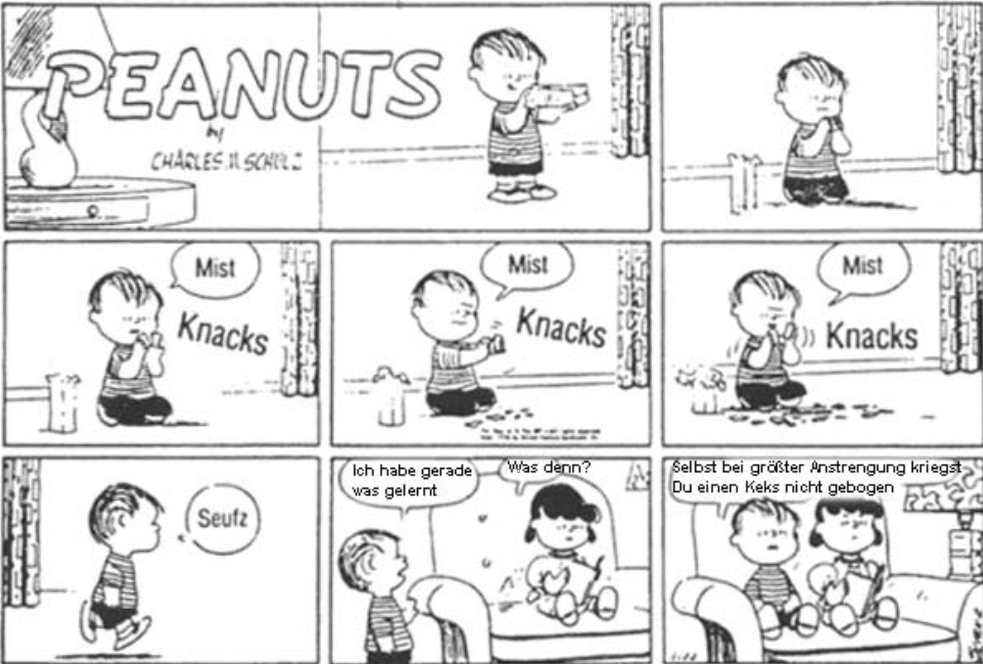 PEANUTS
by
CHARLES M. SCHULZ
Mist
Knacks
Mist
Knacks
Mist
Knacks
Seufz
Ich habe gerade
was gelernt
Was denn?
Selbst bei größter Anstrengung kriegst
Du einen Keks nicht gebogen